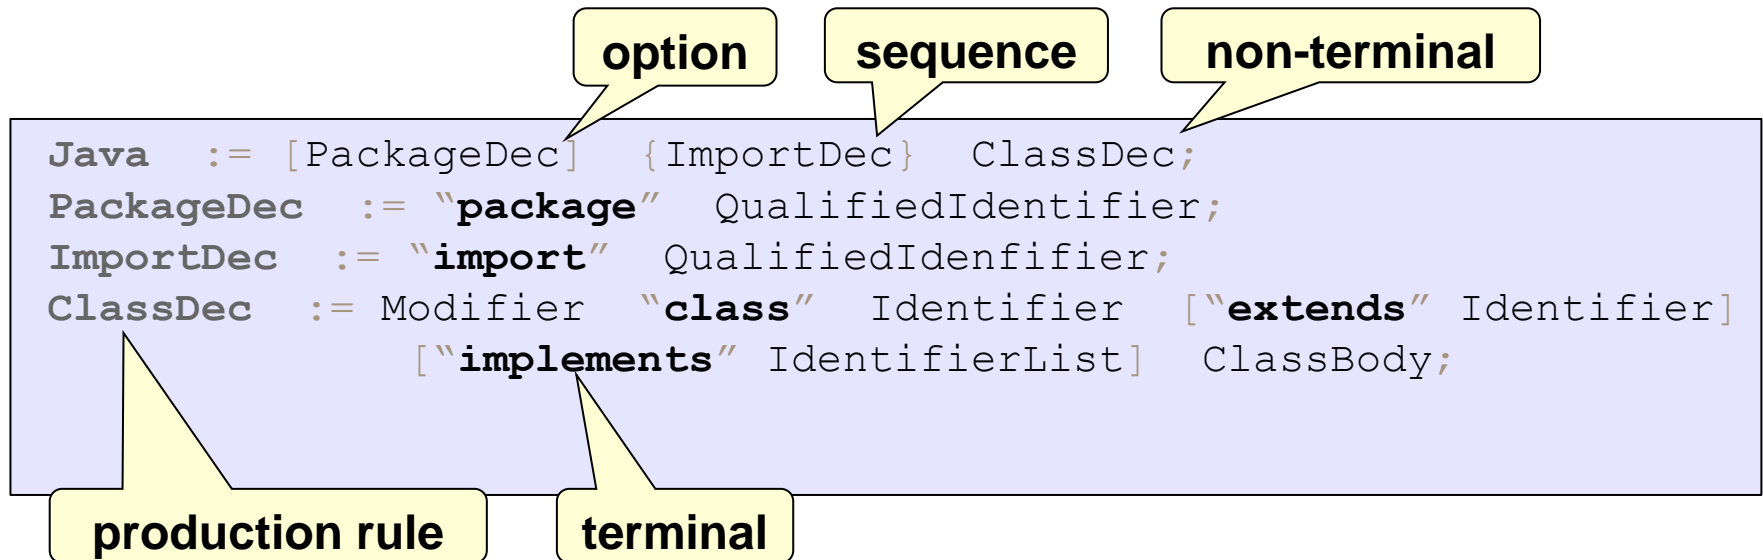 option sequence non-terminal
Java := [PackageDec] {ImportDec} ClassDec;
PackageDec := “package” QualifiedIdentifier;
ImportDec := “import” QualifiedIdenfifier;
ClassDec := Modifier “class” Identifier [“extends” Identifier]
[“implements” IdentifierList] ClassBody;
production rule terminal